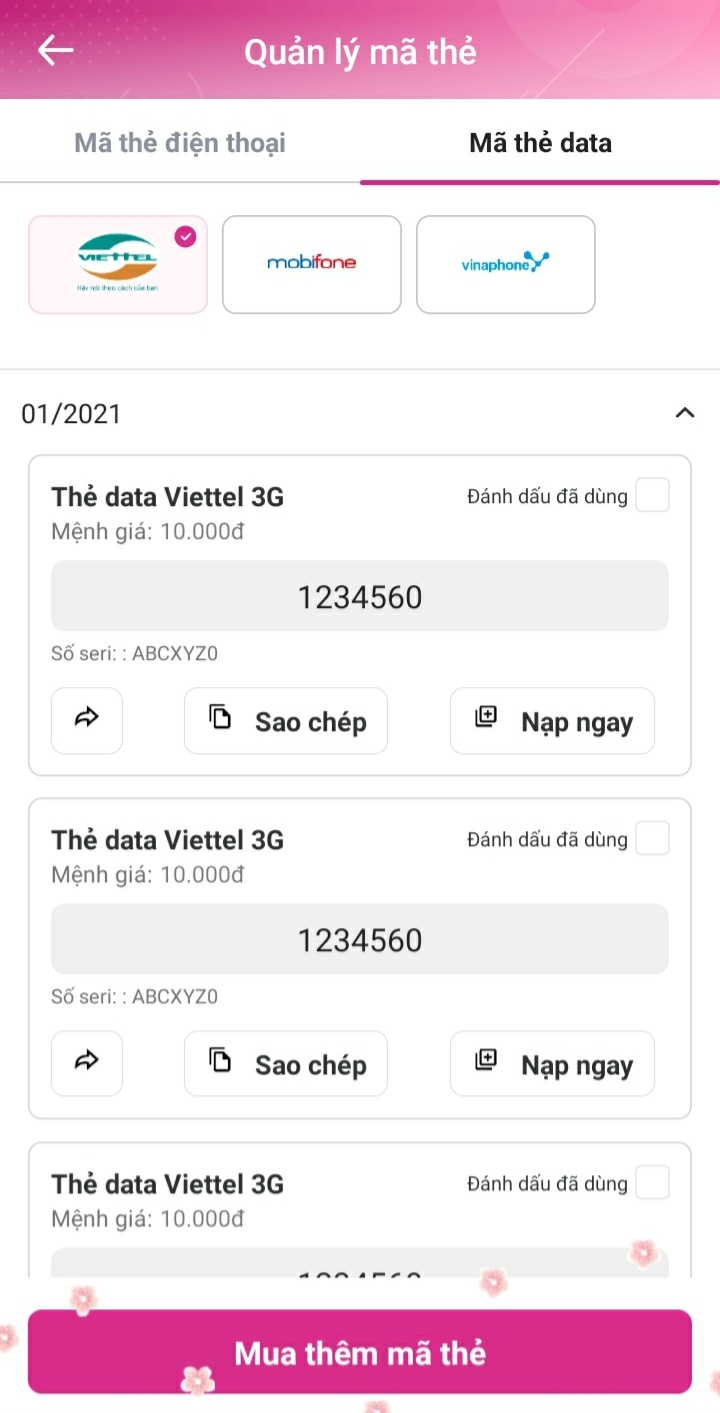 Quản lý mã thẻ
Mã thẻ điện thoại
Mã thẻ data
VIETTEL
Hãy nói theo cách của bạn
mobifone
vinaphone
01/2021
Thẻ data Viettel 3G
Đánh dấu đã dùng
Mệnh giá: 10.000đ
1234560
Số seri: : ABCXYZ0
Sao chép
Nạp ngay
Thẻ data Viettel 3G
Đánh dấu đã dùng
Mệnh giá: 10.000đ
1234560
Số seri: : ABCXYZ0
Sao chép
Nạp ngay
Thẻ data Viettel 3G
Đánh dấu đã dùng
Mệnh giá: 10.000đ
Mua thêm mã thẻ